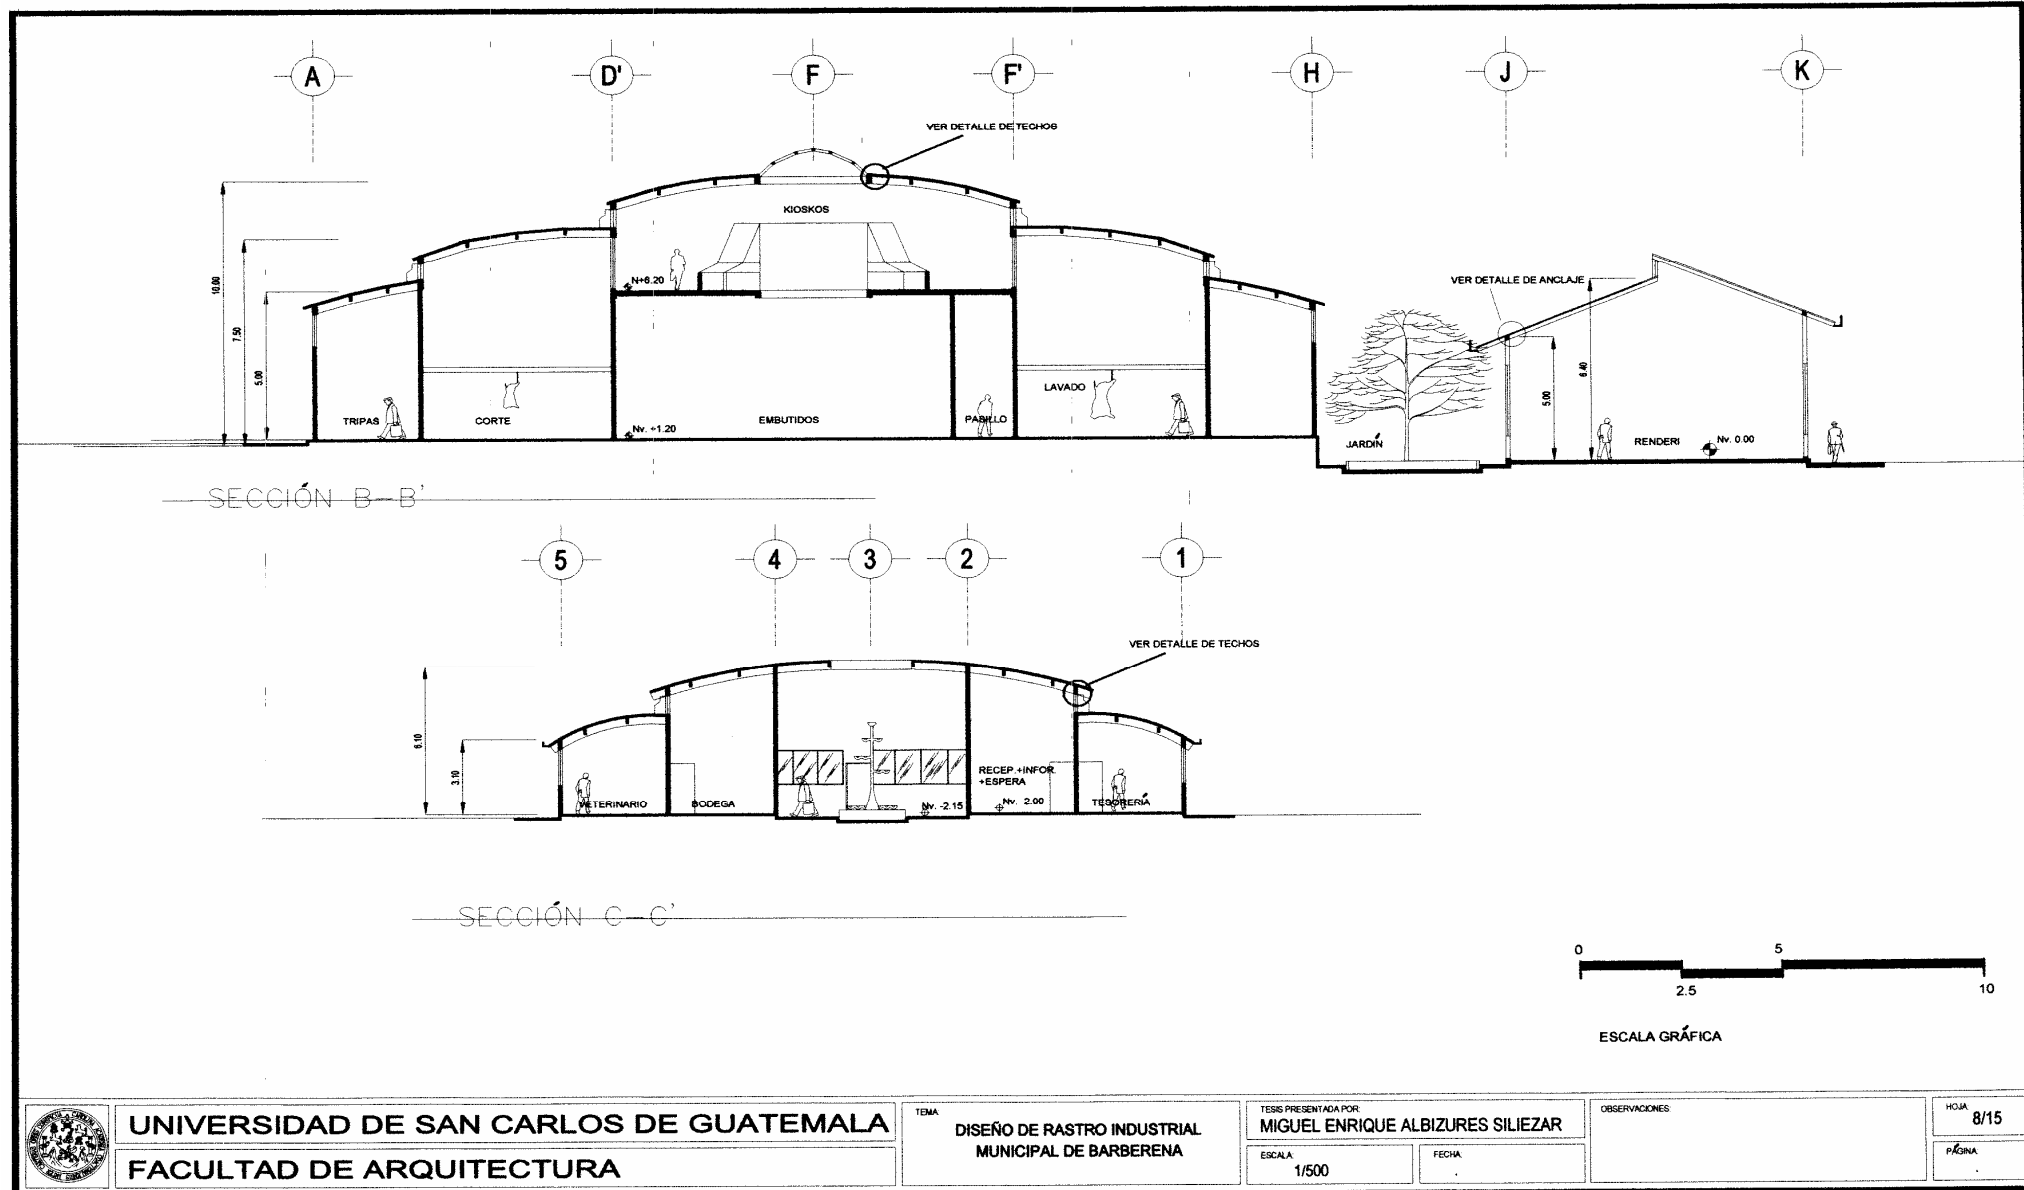 A
D'
F
F'
H
J
K
VER DETALLE DE TECHOS
KIOSKOS
N+6.20
VER DETALLE DE ANCLAJE
10.00
7.50
5.00
5.00
6.40
TRIPAS
CORTE
Nv. +1.20
EMBUTIDOS
PASILLO
LAVADO
JARDÍN
RENDERI
Nv. 0.00
SECCIÓN B-B'
5
4
3
2
1
VER DETALLE DE TECHOS
6.10
3.10
VETERINARIO
BODEGA
Nv. -2.15
RECEP.+INFOR.
+ESPERA
Nv. 2.00
TESORERÍA
SECCIÓN C-C'
0
5
2.5
10
ESCALA GRÁFICA
UNIVERSIDAD DE SAN CARLOS DE GUATEMALA
FACULTAD DE ARQUITECTURA
TEMA:
DISEÑO DE RASTRO INDUSTRIAL
MUNICIPAL DE BARBERENA
TESIS PRESENTADA POR:
MIGUEL ENRIQUE ALBIZURES SILIEZAR
ESCALA:
1/500
FECHA:
OBSERVACIONES:
HOJA:
8/15
PÁGINA: